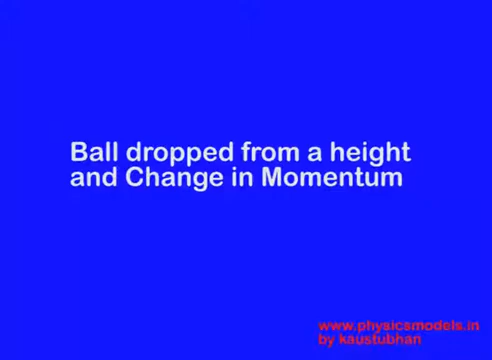 Ball dropped from a height
and Change in Momentum
www.physicsmodels.in
by kaustubhan